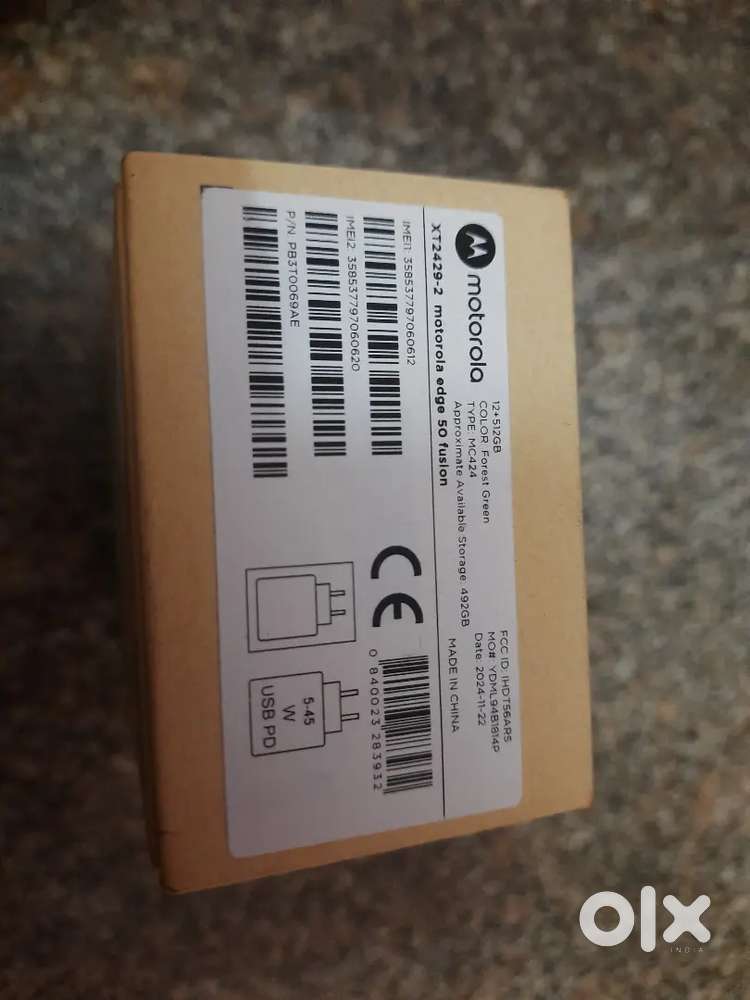 motorola
12+512GB
COLOR: Forest Green
TYPE: MC424
Approximate Available Storage: 492GB
FCC ID: IHDT56AR5
MO#: YDML94B1814P
Date: 2024-11-22
MADE IN CHINA
XT2429-2 motorola edge 50 fusion
IMEI1: 358537797060612
IMEI2: 358537797060620
P/N: PB3T0069AE
CE
0 840023 283932
5-45
W
USB PD
olx
INDIA